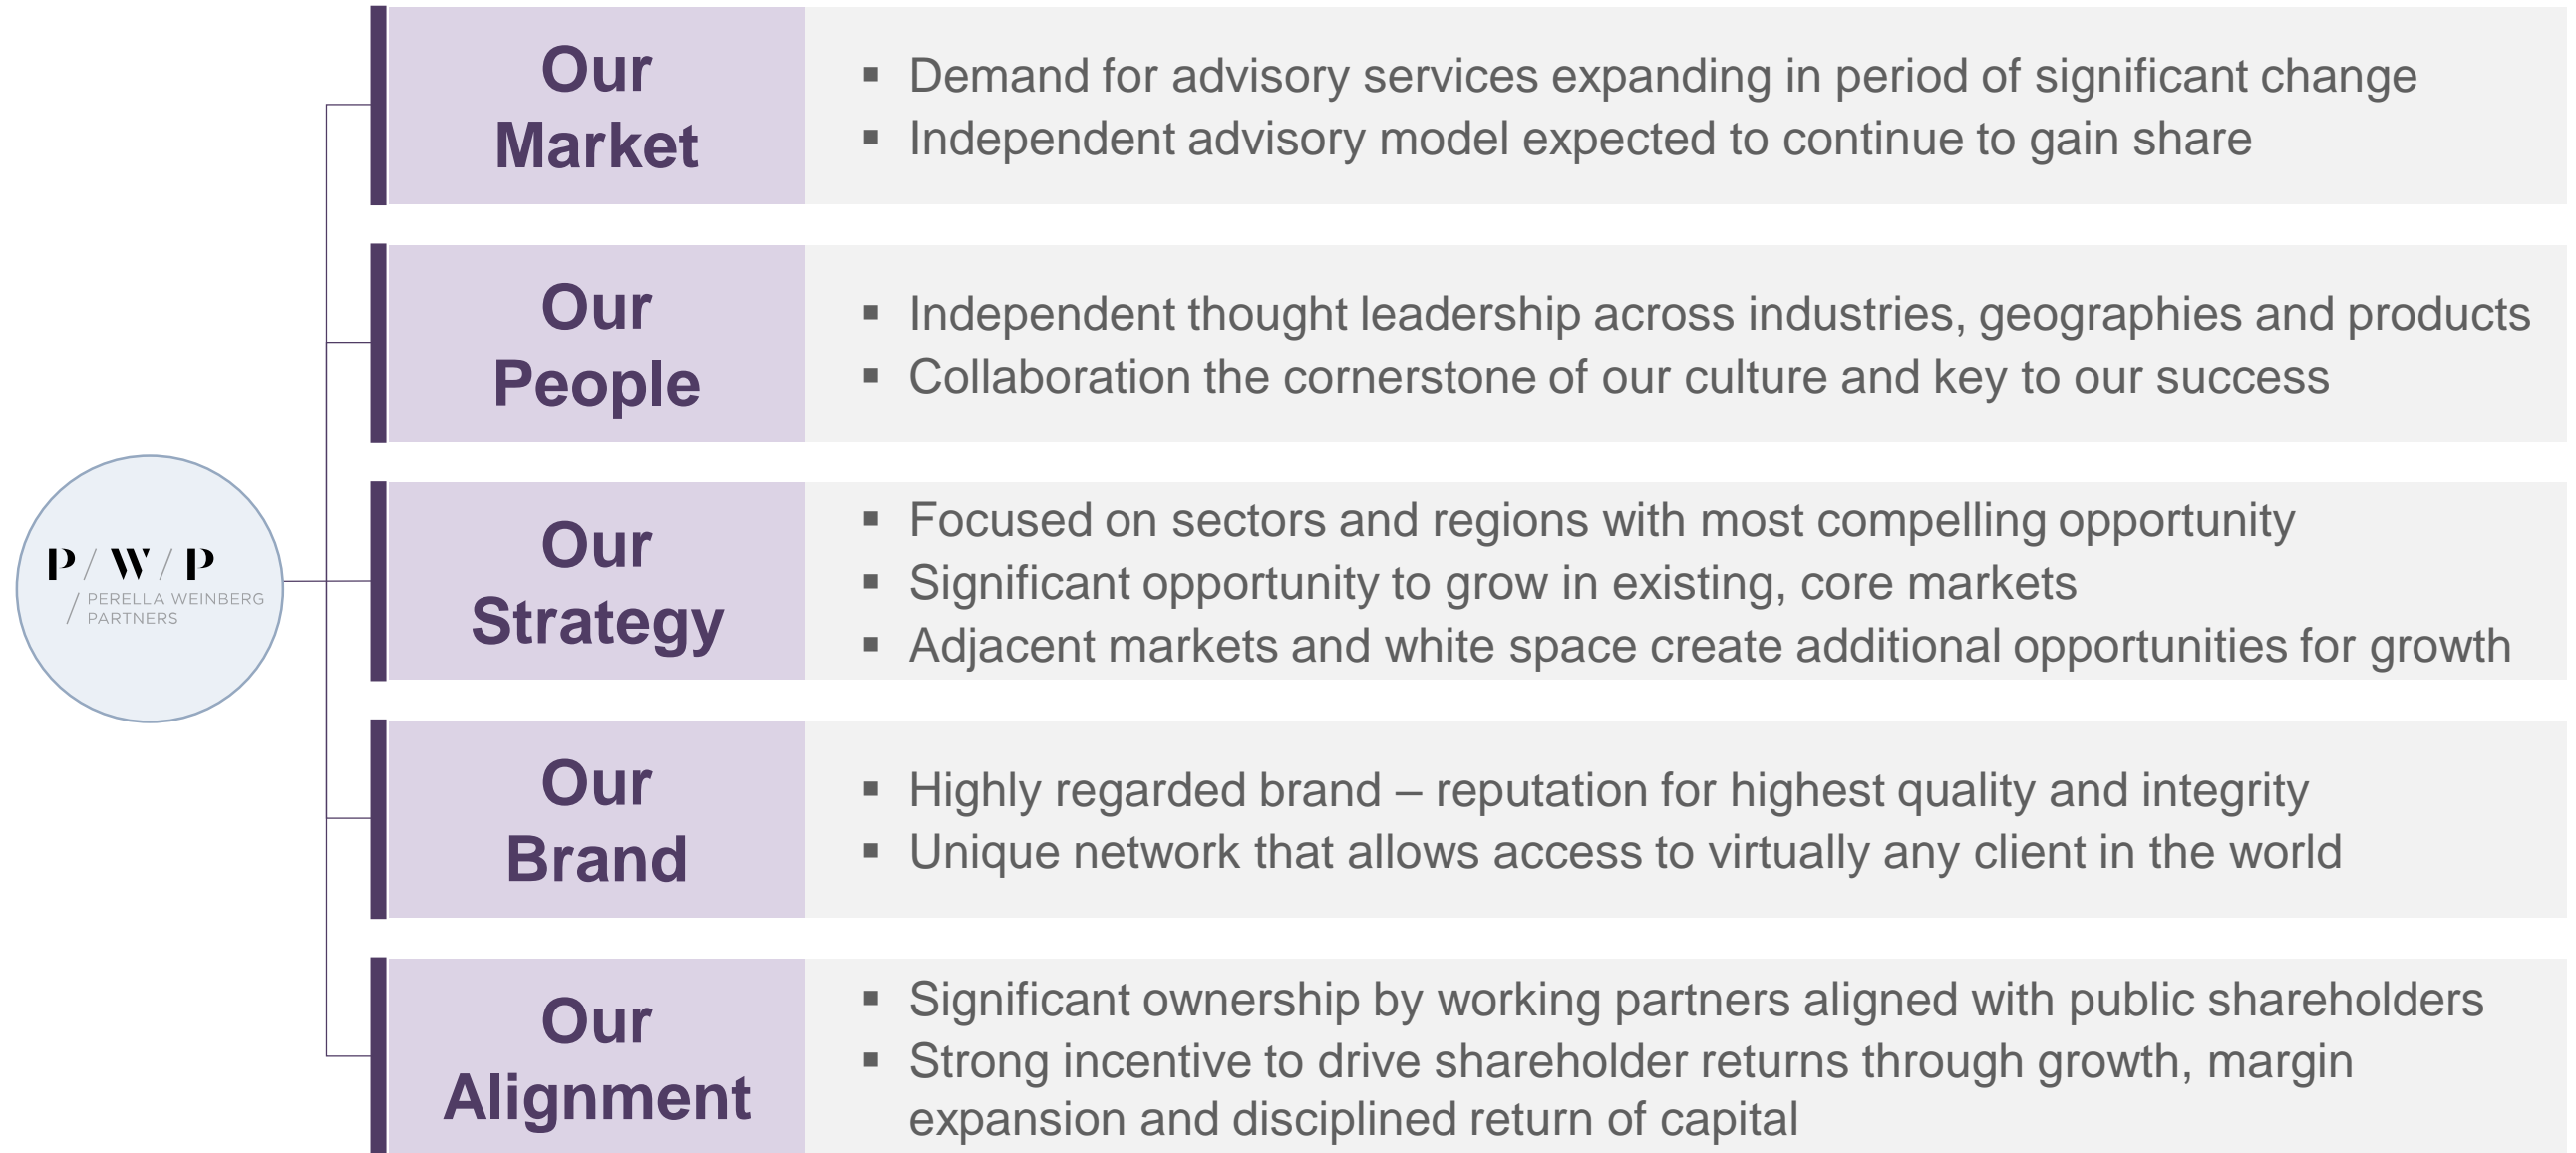 Our
Market
▪ Demand for advisory services expanding in period of significant change
▪ Independent advisory model expected to continue to gain share
Our
People
▪ Independent thought leadership across industries, geographies and products
▪ Collaboration the cornerstone of our culture and key to our success
P/W/P
/ PERELLA WEINBERG
PARTNERS
Our
Strategy
▪ Focused on sectors and regions with most compelling opportunity
▪ Significant opportunity to grow in existing, core markets
▪ Adjacent markets and white space create additional opportunities for growth
Our
Brand
▪ Highly regarded brand – reputation for highest quality and integrity
▪ Unique network that allows access to virtually any client in the world
Our
Alignment
▪ Significant ownership by working partners aligned with public shareholders
▪ Strong incentive to drive shareholder returns through growth, margin
expansion and disciplined return of capital